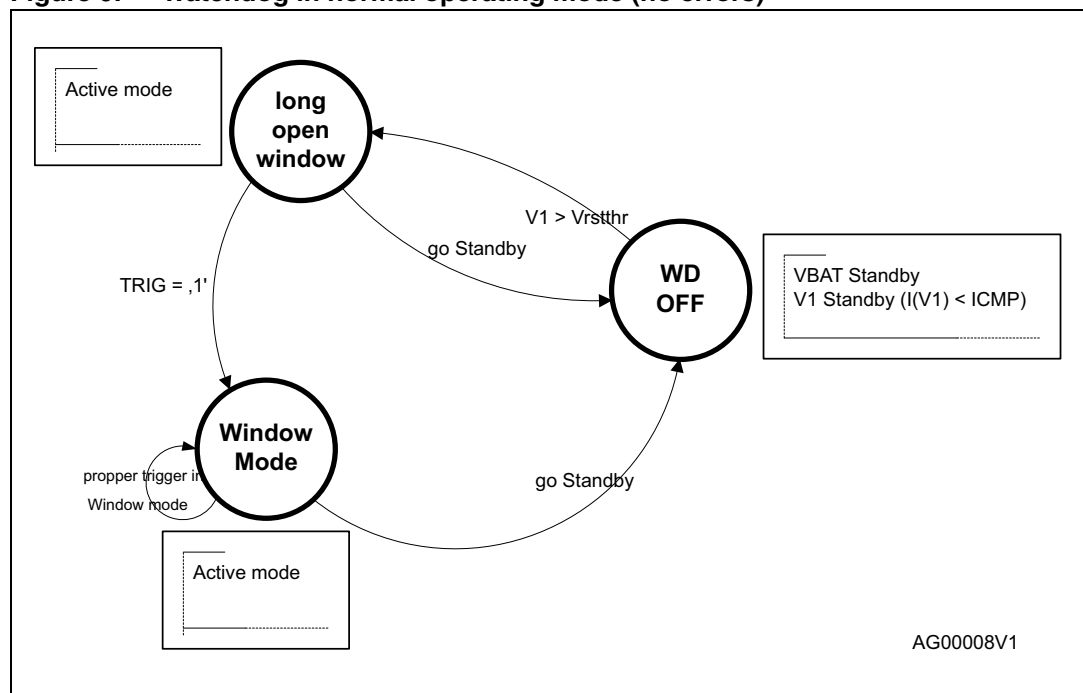 Figure 9. Watchdog in normal operating mode (no errors)
Active mode
long
open
window
V1 > Vrstthr
go Standby
WD
OFF
VBAT Standby
V1 Standby (I(V1) < ICMP)
TRIG = ‚1'
Window
Mode
propper trigger in
Window mode
go Standby
Active mode
AG00008V1